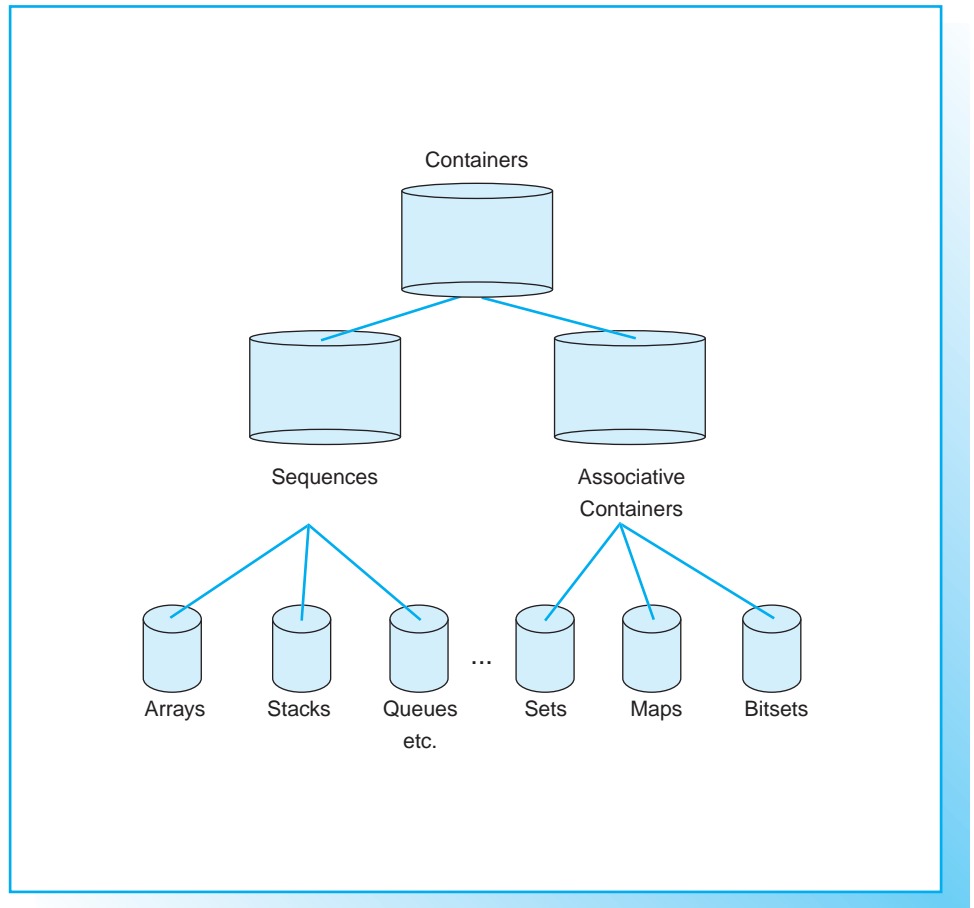 Containers
Sequences
Associative
Containers
...
Arrays
Stacks
Queues
etc.
Sets
Maps
Bitsets